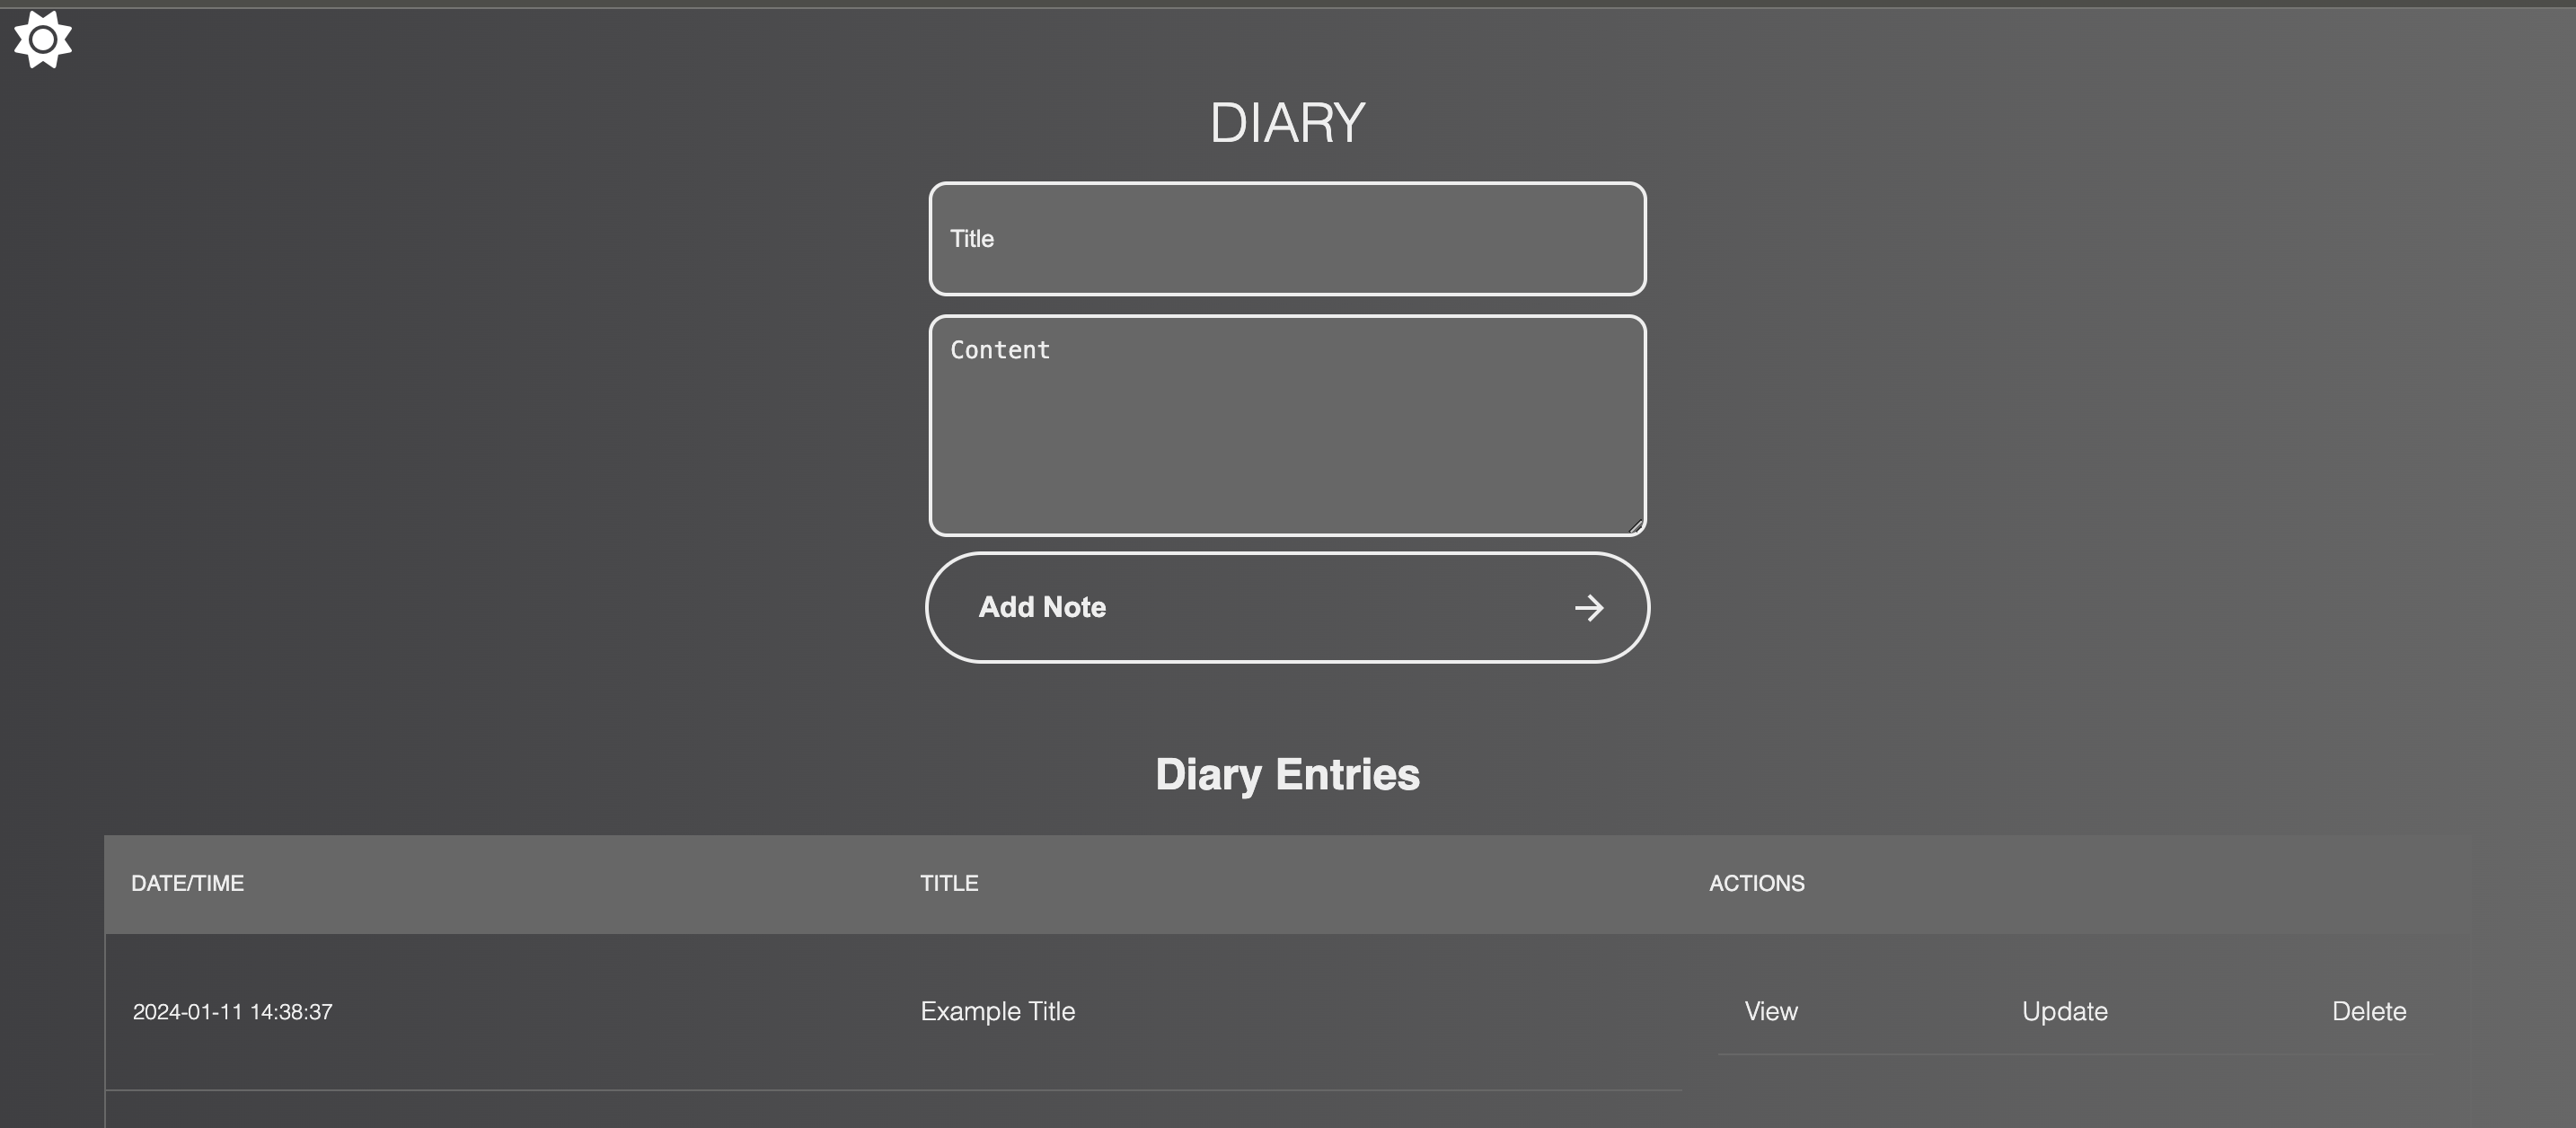 DIARY
Title
Content
Add Note
Diary Entries
DATE/TIME TITLE ACTIONS
2024-01-11 14:38:37 Example Title View Update Delete